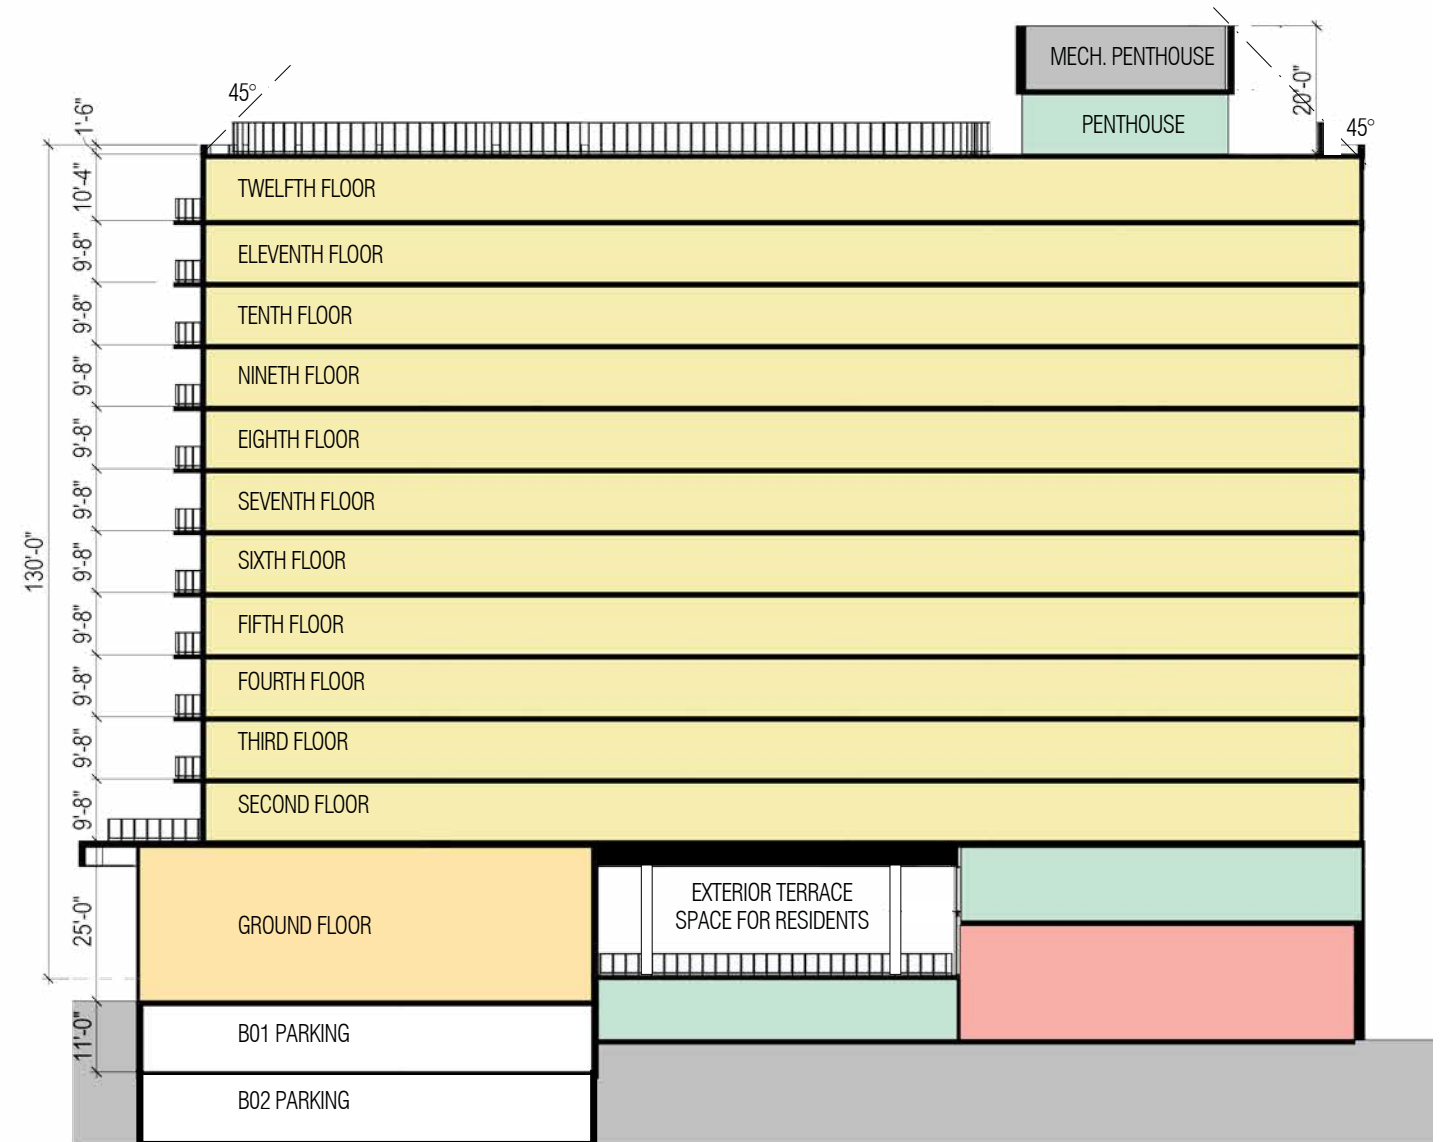 MECH. PENTHOUSE
20'-0"
45°
1'-6"
PENTHOUSE
45°
10'-4"
TWELFTH FLOOR
9'-8"
ELEVENTH FLOOR
9'-8"
TENTH FLOOR
9'-8"
NINETH FLOOR
9'-8"
EIGHTH FLOOR
9'-8"
SEVENTH FLOOR
130'-0"
9'-8"
SIXTH FLOOR
9'-8"
FIFTH FLOOR
9'-8"
FOURTH FLOOR
9'-8"
THIRD FLOOR
9'-8"
SECOND FLOOR
EXTERIOR TERRACE
SPACE FOR RESIDENTS
25'-0"
GROUND FLOOR
11'-0"
B01 PARKING
B02 PARKING